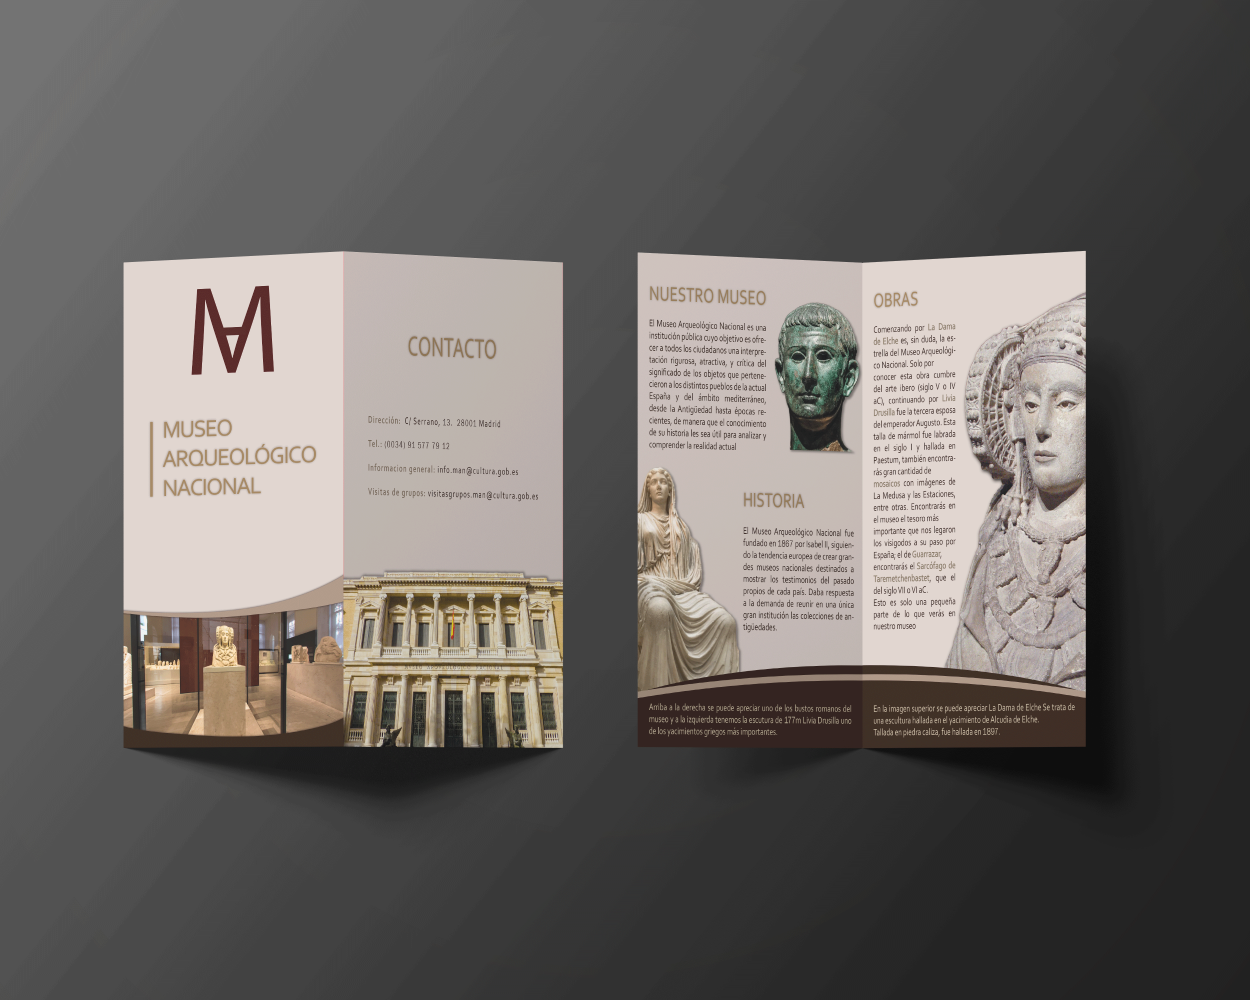 MUSEO
ARQUEOLÓGICO
NACIONAL
CONTACTO
Dirección: C/ Serrano, 13. 28001 Madrid
Tel.: (0034) 91 577 79 12
Informacion general: info.man@cultura.gob.es
Visitas de grupos: visitasgrupos.man@cultura.gob.es
NUESTRO MUSEO
El Museo Arqueológico Nacional es una
institución pública cuyo objetivo es ofre-
cer a todos los ciudadanos una interpre-
tación rigurosa, atractiva, y crítica del
significado de los objetos que pertene-
cieron a los distintos pueblos de la actual
España y del ámbito mediterráneo,
desde la Antigüedad hasta épocas re-
cientes, de manera que el conocimiento
de su historia les sea útil para analizar y
comprender la realidad actual
HISTORIA
El Museo Arqueológico Nacional fue
fundado en 1867 por Isabel II, siguien-
do la tendencia europea de crear gran-
des museos nacionales destinados a
mostrar los testimonios del pasado
propios de cada país. Daba respuesta
a la demanda de reunir en una única
gran institución las colecciones de an-
tigüedades.
Arriba a la derecha se puede apreciar uno de los bustos romanos del
museo y a la izquierda tenemos la escutura de 177m Livia Drusilla uno
de los yacimientos griegos más importantes.
OBRAS
Comenzando por La Dama
de Elche es, sin duda, la es-
trella del Museo Arqueológi-
co Nacional. Solo por
conocer esta obra cumbre
del arte ibero (siglo V o IV
aC), continuando por Livia
Drusilla fue la tercera esposa
del emperador Augusto. Esta
talla de mármol fue labrada
en el siglo I y hallada en
Paestum, también encontra-
rás gran cantidad de
mosaicos con imágenes de
La Medusa y las Estaciones,
entre otras. Encontrarás en
el museo el tesoro más
importante que nos legaron
los visigodos a su paso por
España; el de Guarrazar,
encontrarás el Sarcófago de
Taremetchenbastet, que el
del siglo VII o VI aC.
Esto es solo una pequeña
parte de lo que verás en
nuestro museo
En la imagen superior se puede apreciar La Dama de Elche Se trata de
una escultura hallada en el yacimiento de Alcudia de Elche.
Tallada en piedra caliza, fue hallada en 1897.